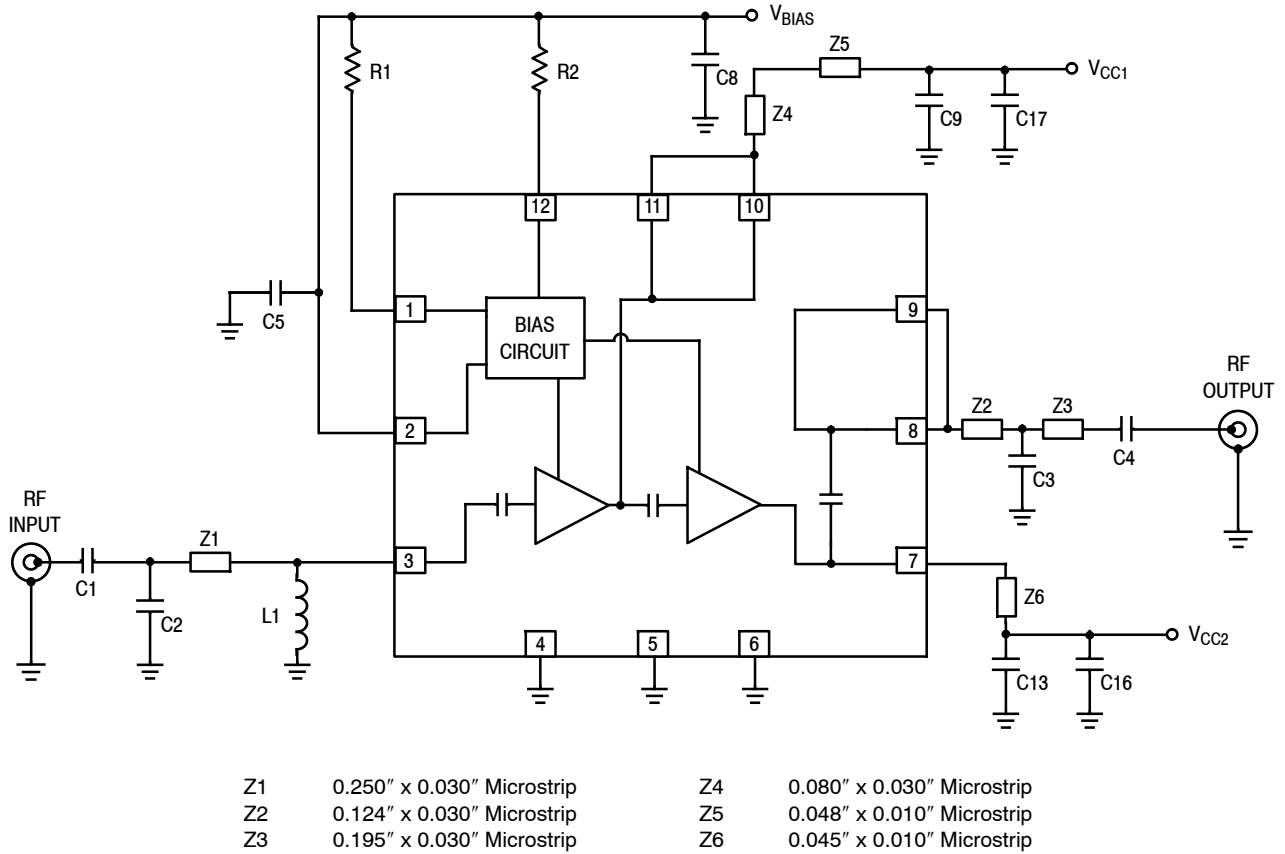 V_BIAS
Z5
R1
R2
C8
V_CC1
Z4
C9
C17
12
11
10
C5
1
BIAS
CIRCUIT
9
RF
OUTPUT
2
8
Z2
Z3
C4
C3
RF
INPUT
Z1
3
7
C1
C2
L1
Z6
4
5
6
V_CC2
C13
C16
Z1 0.250″ x 0.030″ Microstrip
Z2 0.124″ x 0.030″ Microstrip
Z3 0.195″ x 0.030″ Microstrip
Z4 0.080″ x 0.030″ Microstrip
Z5 0.048″ x 0.010″ Microstrip
Z6 0.045″ x 0.010″ Microstrip